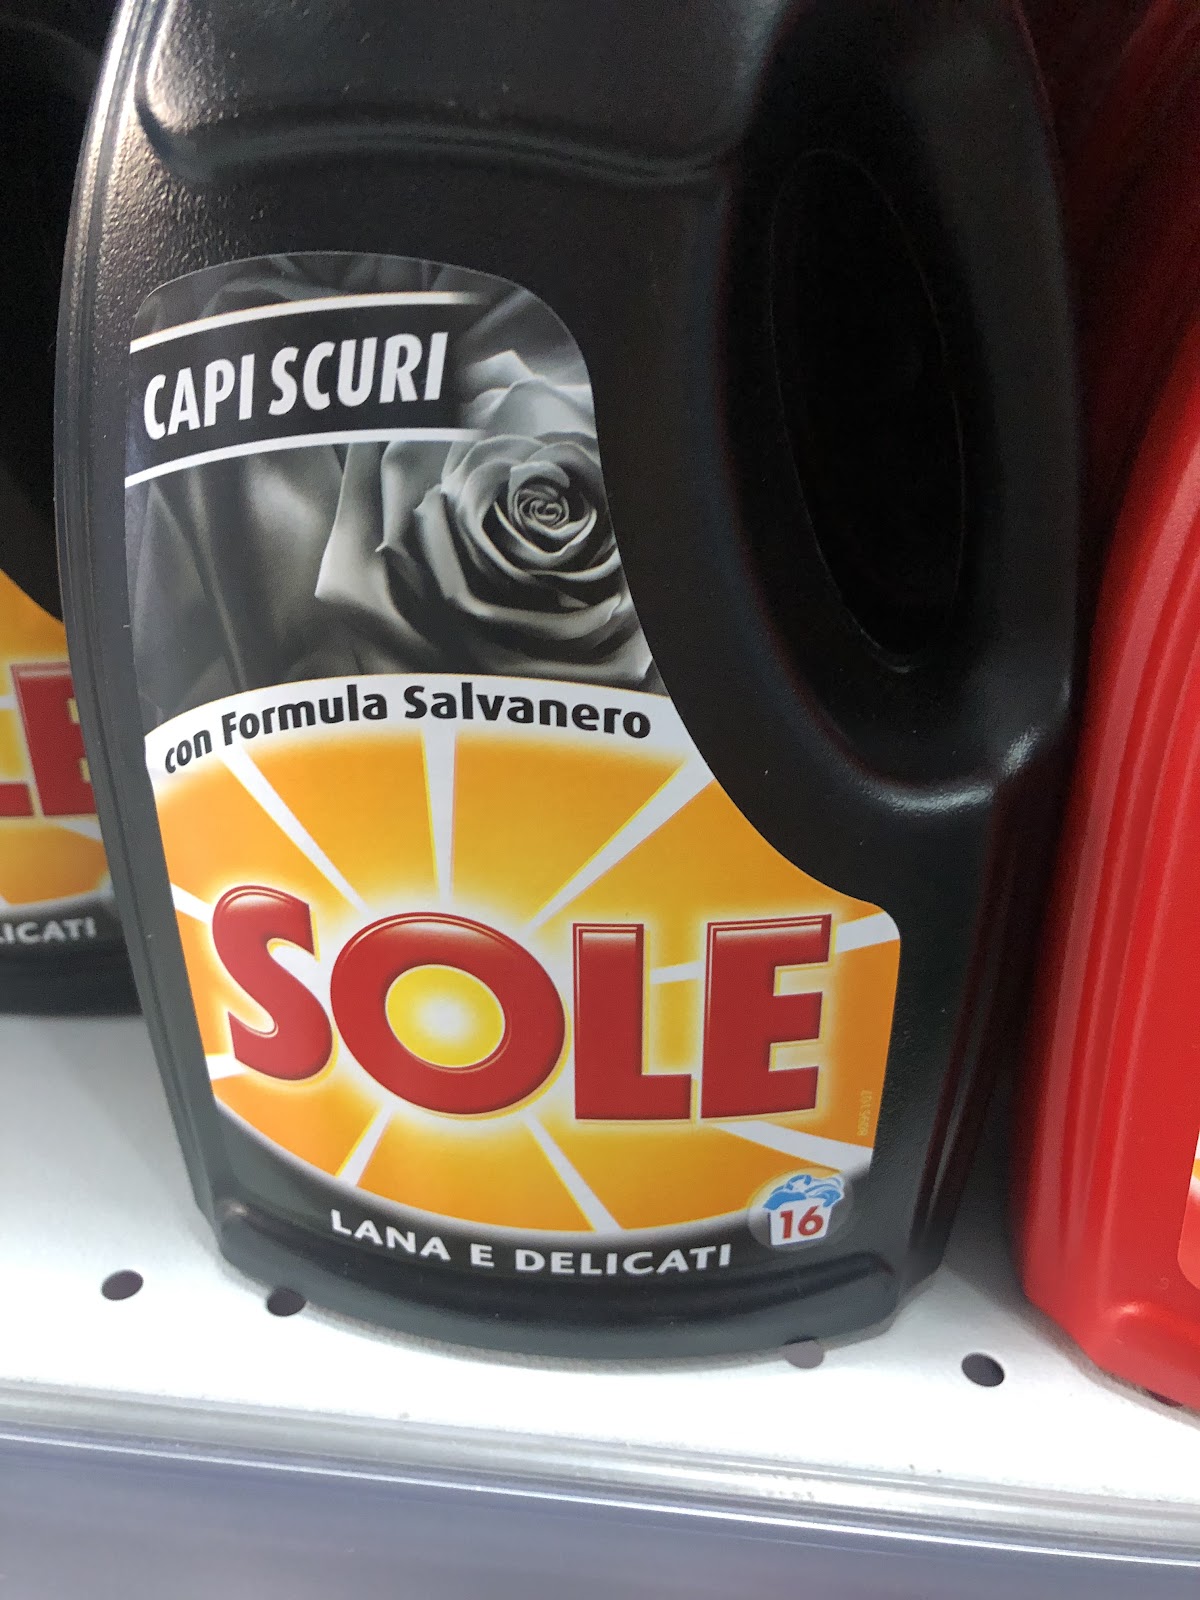 CAPI SCURI
con Formula Salvanero
SOLE
LANA E DELICATI
16
LE
LICATI